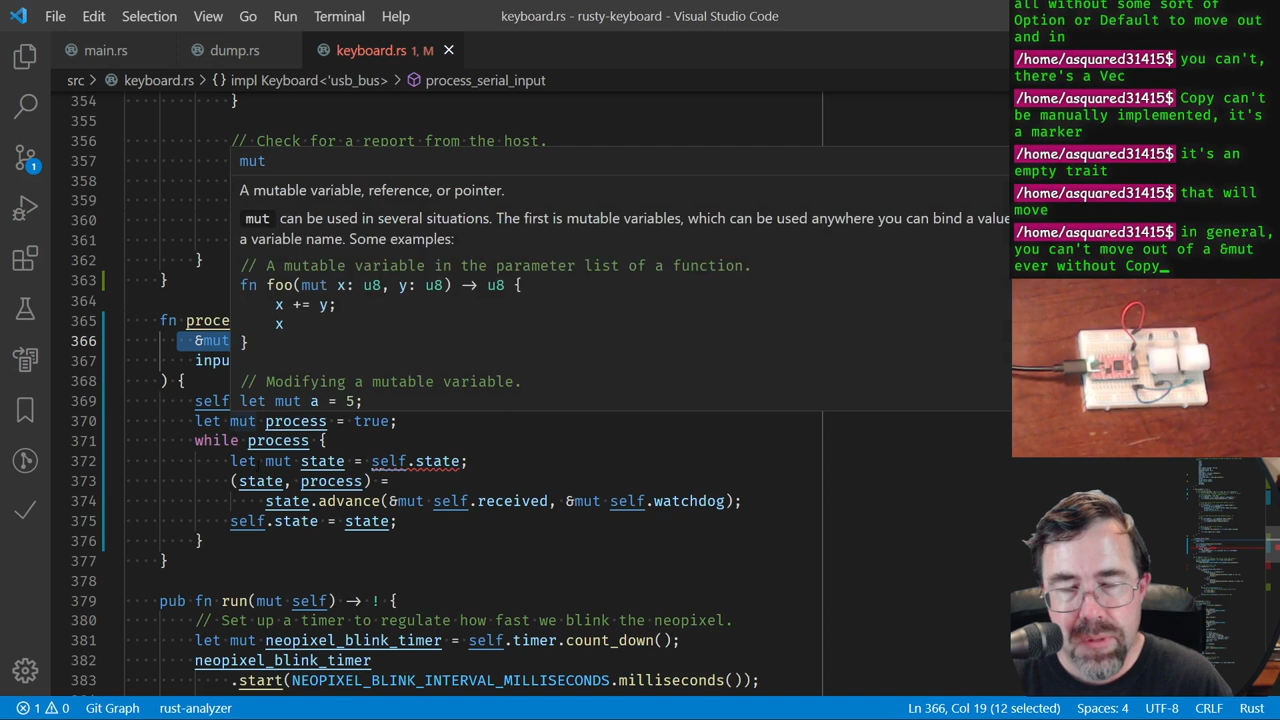 File Edit Selection View Go Run Terminal Help
keyboard.rs - rusty-keyboard - Visual Studio Code
main.rs
dump.rs
keyboard.rs 1, M
src > keyboard.rs > {} impl Keyboard<'usb_bus> > process_serial_input
354 }
355
356 // Check for a report from the host.
357
358
359
360
361
362 }
363 }
364
365 fn proce
366 &mut
367 inpu
368 ) {
369 self
370 let mut process = true;
371 while process {
372 let mut state = self.state;
373 (state, process) =
374 state.advance(&mut self.received, &mut self.watchdog);
375 self.state = state;
376 }
377 }
378
379 pub fn run(mut self) -> ! {
380 // Set up a timer to regulate how fast we blink the neopixel.
381 let mut neopixel_blink_timer = self.timer.count_down();
382 neopixel_blink_timer
383 .start(NEOPIXEL_BLINK_INTERVAL_MILLISECONDS.milliseconds());
mut
A mutable variable, reference, or pointer.
mut can be used in several situations. The first is mutable variables, which can be used anywhere you can bind a value
a variable name. Some examples:
// A mutable variable in the parameter list of a function.
fn foo(mut x: u8, y: u8) -> u8 {
x += y;
x
}
// Modifying a mutable variable.
let mut a = 5;
1
1 0
Git Graph
rust-analyzer
Ln 366, Col 19 (12 selected)
Spaces: 4
UTF-8
CRLF
Rust
all without some sort of
Option or Default to move out
and in
/home/asquared31415$ you can't,
there's a Vec
/home/asquared31415$ Copy can't
be manually implemented, it's
a marker
/home/asquared31415$ it's an
empty trait
/home/asquared31415$ that will
move
/home/asquared31415$ in general,
you can't move out of a &mut
ever without Copy_